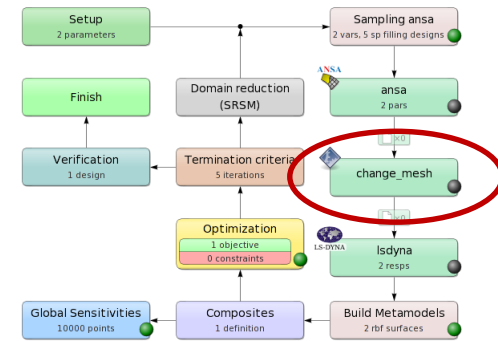 Setup
2 parameters
Sampling ansa
2 vars, 5 sp filling designs
ANSA
Finish
Domain reduction
(SRSM)
ansa
2 pars
×0
Verification
1 design
Termination criteria
5 iterations
change_mesh
×0
Optimization
1 objective
0 constraints
LS-DYNA
lsdyna
2 resps
Global Sensitivities
10000 points
Composites
1 definition
Build Metamodels
2 rbf surfaces